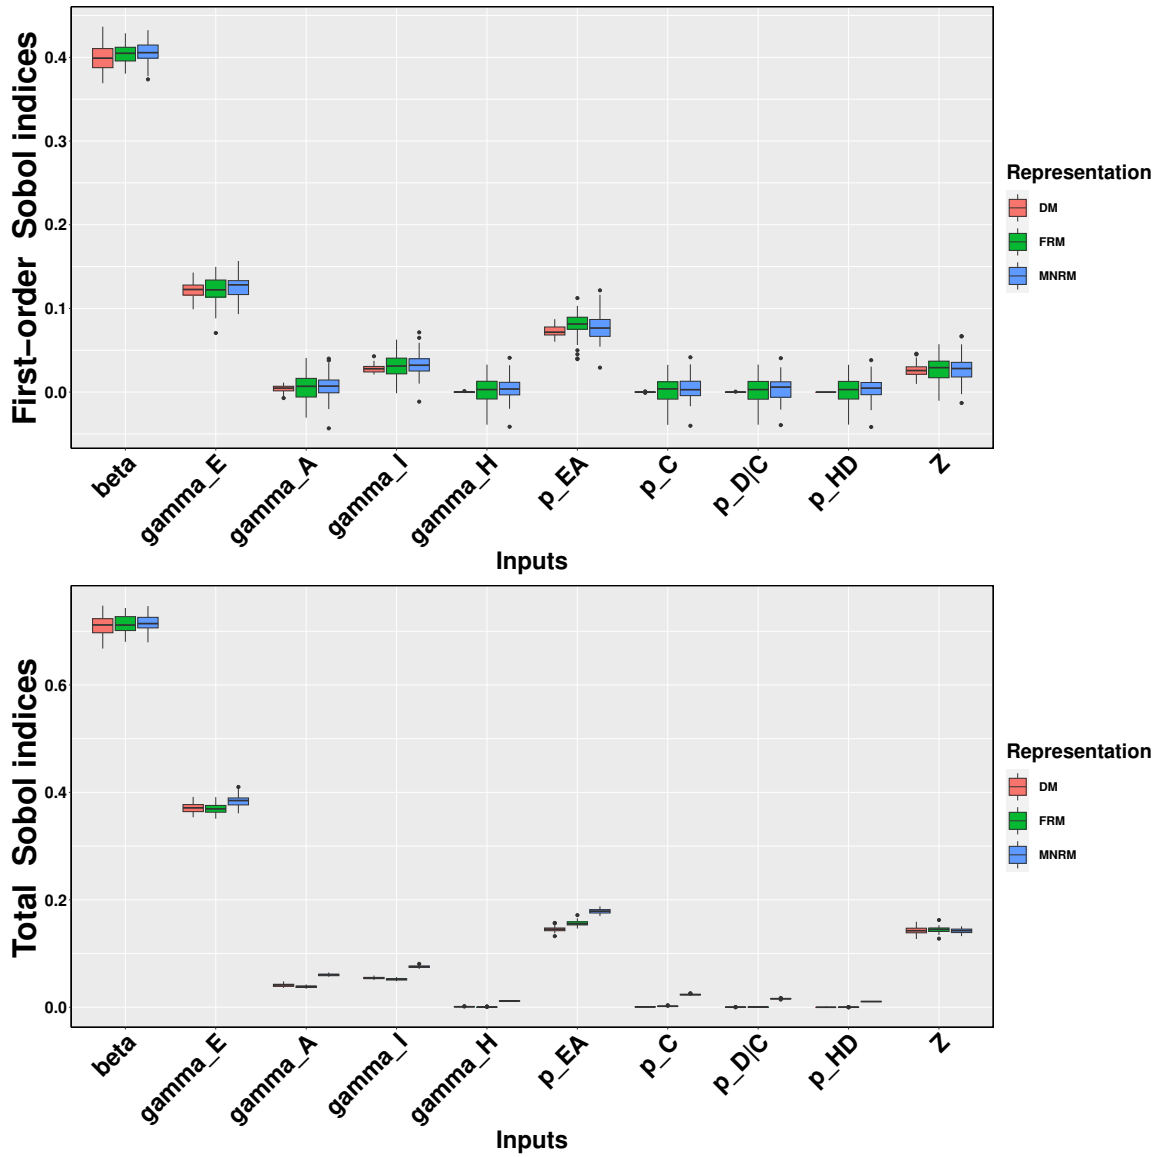 First−order Sobol indices
0.4
0.3
0.2
0.1
0.0
beta
gamma_E
gamma_A
gamma_I
gamma_H
p_EA
p_C
p_D|C
p_HD
Z
Inputs
Representation
DM
FRM
MNRM
Total Sobol indices
0.6
0.4
0.2
0.0
beta
gamma_E
gamma_A
gamma_I
gamma_H
p_EA
p_C
p_D|C
p_HD
Z
Inputs
Representation
DM
FRM
MNRM